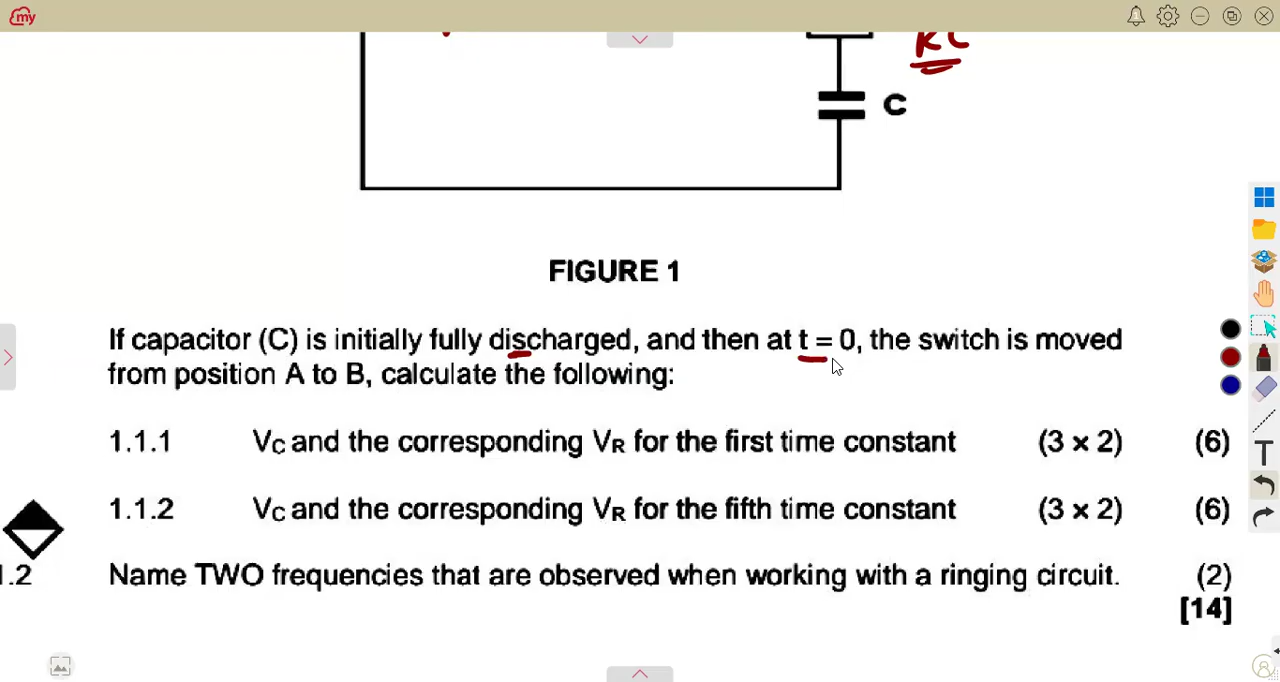 my
RC
C
FIGURE 1
If capacitor (C) is initially fully discharged, and then at t = 0, the switch is moved
from position A to B, calculate the following:
1.1.1 VC and the corresponding VR for the first time constant (3 x 2) (6)
1.1.2 VC and the corresponding VR for the fifth time constant (3 x 2) (6)
1.2 Name TWO frequencies that are observed when working with a ringing circuit. (2)
[14]
T